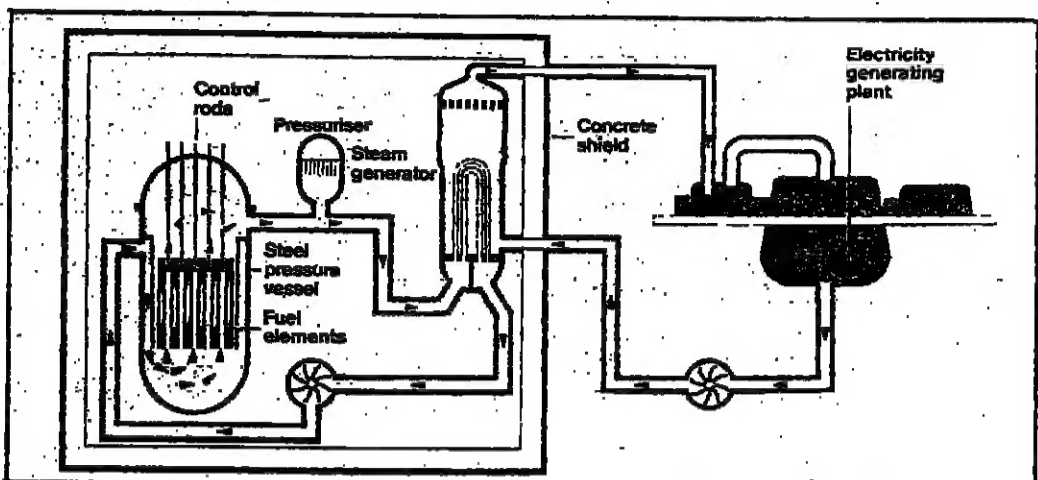 Control
rods
Pressuriser
Steam
generator
Steel
pressure
vessel
Fuel
elements
Concrete
shield
Electricity
generating
plant